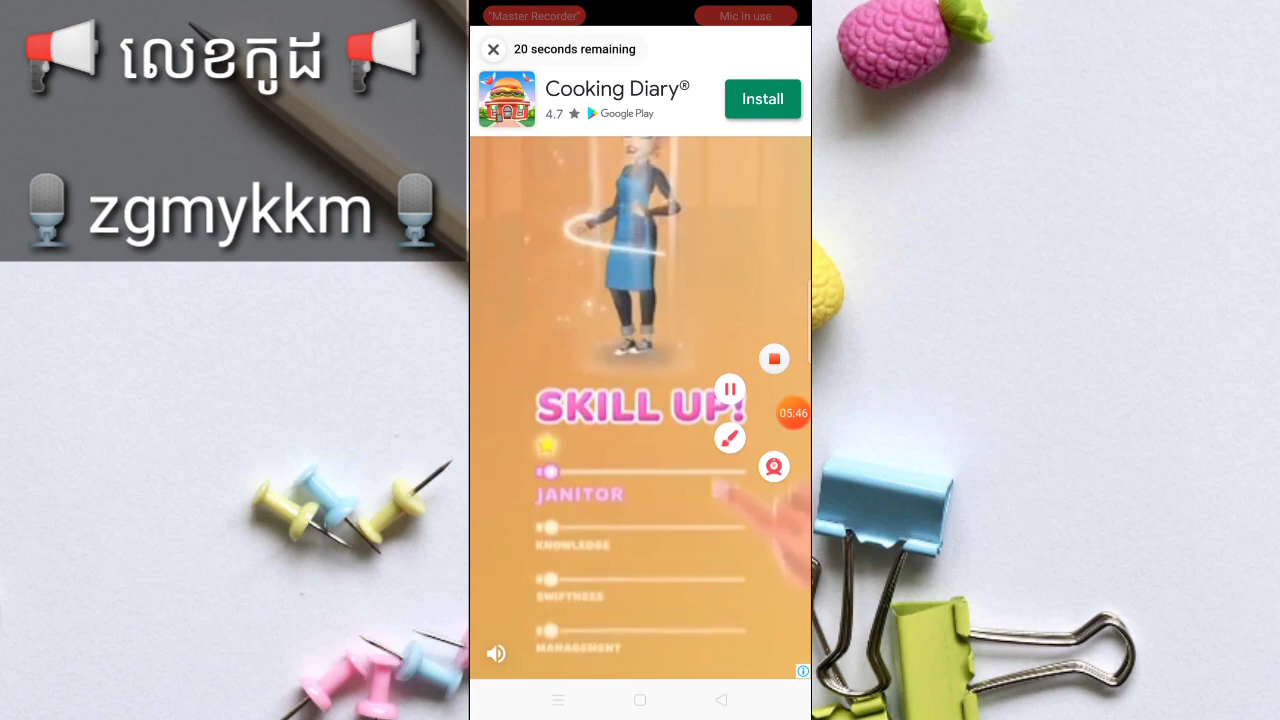 លេខកូដ
zgmykkm
"Master Recorder"
Mic in use
20 seconds remaining
Cooking Diary®
4.7 ★ Google Play
Install
SKILL UP!
JANITOR
KNOWLEDGE
SWIFTNESS
MANAGEMENT
05:46